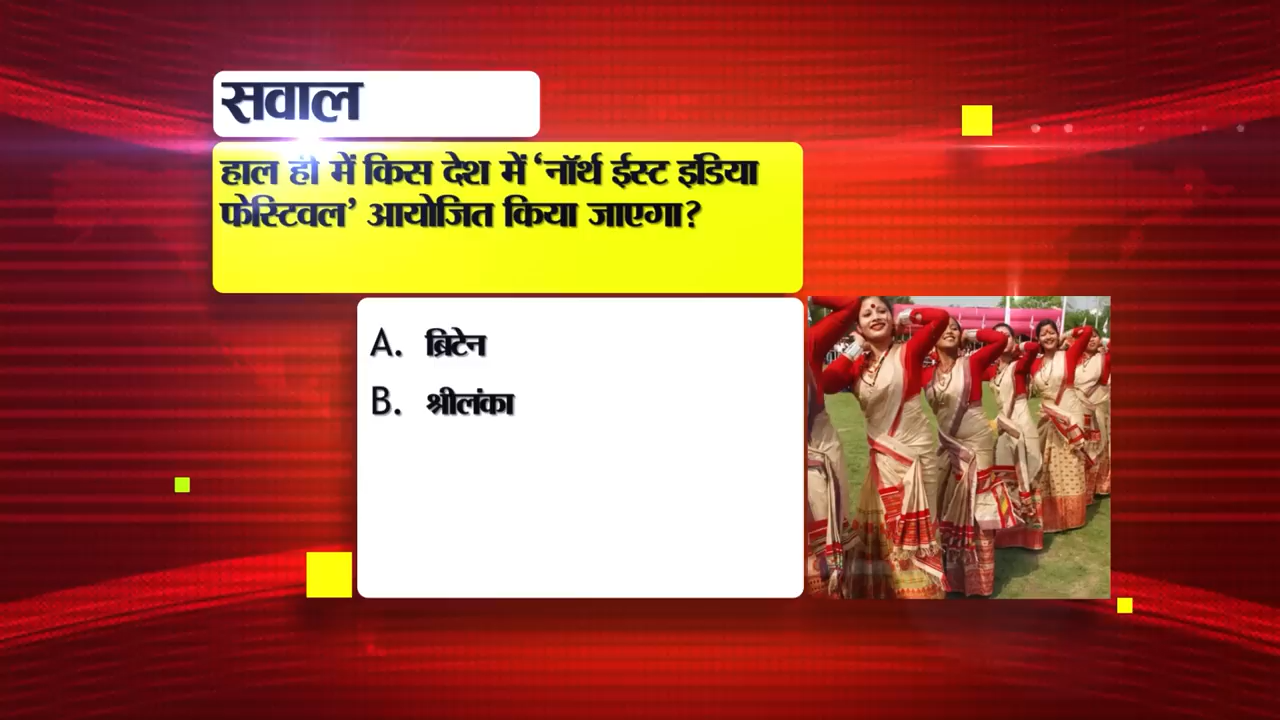 सवाल
हाल ही में किस देश में ‘नॉर्थ ईस्ट इंडिया
फेस्टिवल’ आयोजित किया जाएगा?
A. ब्रिटेन
B. श्रीलंका